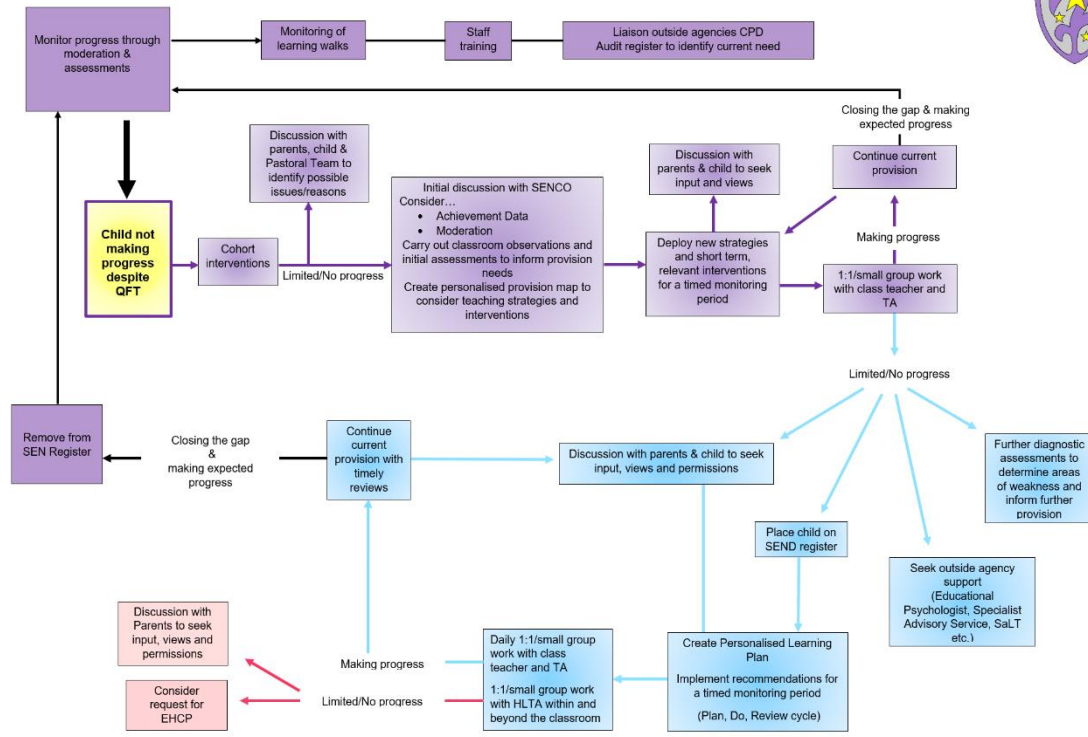 Monitor progress through
moderation &
assessments
Monitoring of
learning walks
Staff
training
Liaison outside agencies CPD
Audit register to identify current need
Closing the gap & making
expected progress
Discussion with
parents, child &
Pastoral Team to
identify possible
issues/reasons
Discussion with
parents & child to seek
input and views
Continue current
provision
Child not
making
progress
despite
QFT
Cohort
interventions
Limited/No progress
Initial discussion with SENCO
Consider…
• Achievement Data
• Moderation
Carry out classroom observations and
initial assessments to inform provision
needs
Create personalised provision map to
consider teaching strategies and
interventions
Deploy new strategies
and short term,
relevant interventions
for a timed monitoring
period
Making progress
1:1/small group work
with class teacher and
TA
Limited/No progress
Remove from
SEN Register
Closing the gap
&
making expected
progress
Continue
current
provision with
timely
reviews
Discussion with parents & child to seek
input, views and permissions
Further diagnostic
assessments to
determine areas
of weakness and
inform further
provision
Place child on
SEND register
Seek outside agency
support
(Educational
Psychologist, Specialist
Advisory Service, SaLT
etc.)
Discussion with
Parents to seek
input, views and
permissions
Making progress
Daily 1:1/small group
work with class
teacher and TA
1:1/small group work
with HLTA within and
beyond the classroom
Create Personalised Learning
Plan
Implement recommendations for
a timed monitoring period
(Plan, Do, Review cycle)
Limited/No progress
Consider
request for
EHCP